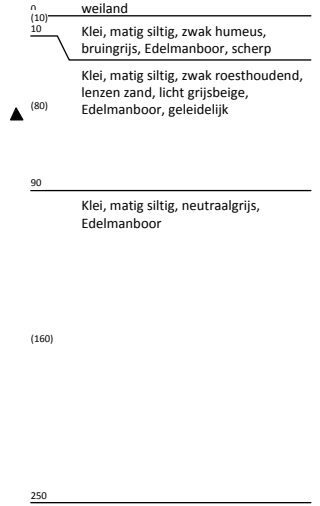 0 weiland
(10)
10 Klei, matig siltig, zwak humeus,
bruingrijs, Edelmanboor, scherp
Klei, matig siltig, zwak roesthoudend,
lenzen zand, licht grijsbeige,
(80) Edelmanboor, geleidelijk
90
Klei, matig siltig, neutraalgrijs,
Edelmanboor
(160)
250